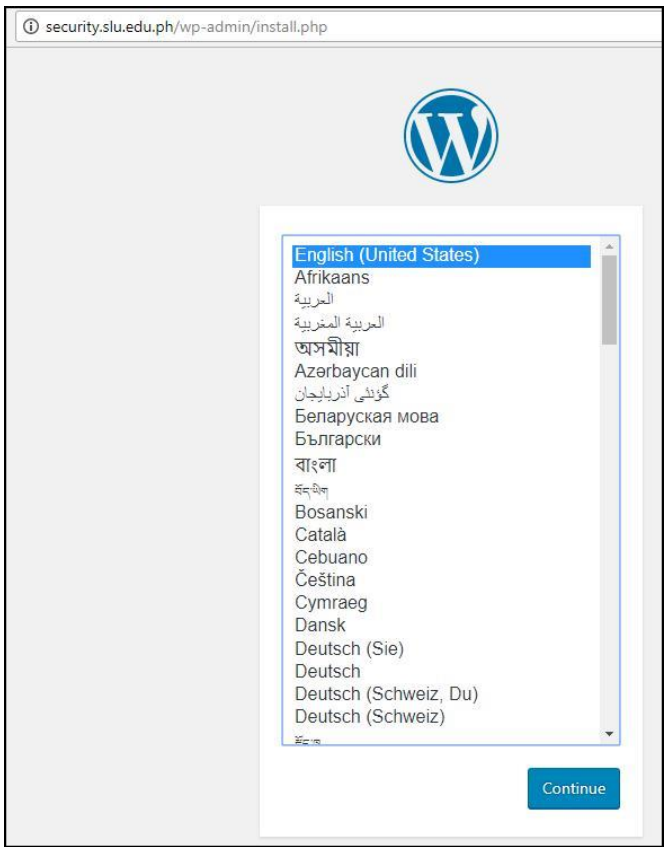 security.slu.edu.ph/wp-admin/install.php
English (United States)
Afrikaans
العربية
العربية المغربية
অসমীয়া
Azərbaycan dili
گؤنئی آذربایجان
Беларуская мова
Български
বাংলা
བོད་ཡིག
Bosanski
Català
Cebuano
Čeština
Cymraeg
Dansk
Deutsch (Sie)
Deutsch
Deutsch (Schweiz, Du)
Deutsch (Schweiz)
Continue